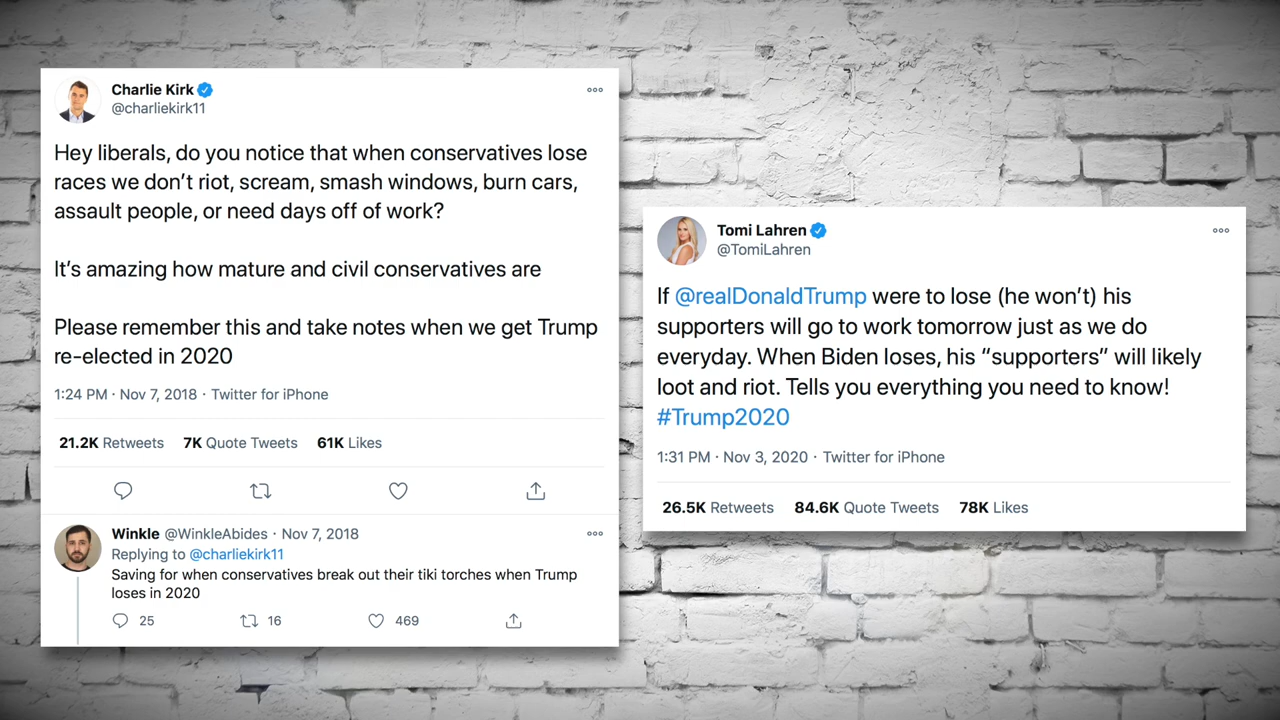 Charlie Kirk
@charliekirk11
Hey liberals, do you notice that when conservatives lose
races we don’t riot, scream, smash windows, burn cars,
assault people, or need days off of work?
It’s amazing how mature and civil conservatives are
Please remember this and take notes when we get Trump
re-elected in 2020
1:24 PM · Nov 7, 2018 · Twitter for iPhone
21.2K Retweets 7K Quote Tweets 61K Likes
Winkle @WinkleAbides · Nov 7, 2018
Replying to @charliekirk11
Saving for when conservatives break out their tiki torches when Trump
loses in 2020
25 16 469
Tomi Lahren
@TomiLahren
If @realDonaldTrump were to lose (he won’t) his
supporters will go to work tomorrow just as we do
everyday. When Biden loses, his “supporters” will likely
loot and riot. Tells you everything you need to know!
#Trump2020
1:31 PM · Nov 3, 2020 · Twitter for iPhone
26.5K Retweets 84.6K Quote Tweets 78K Likes